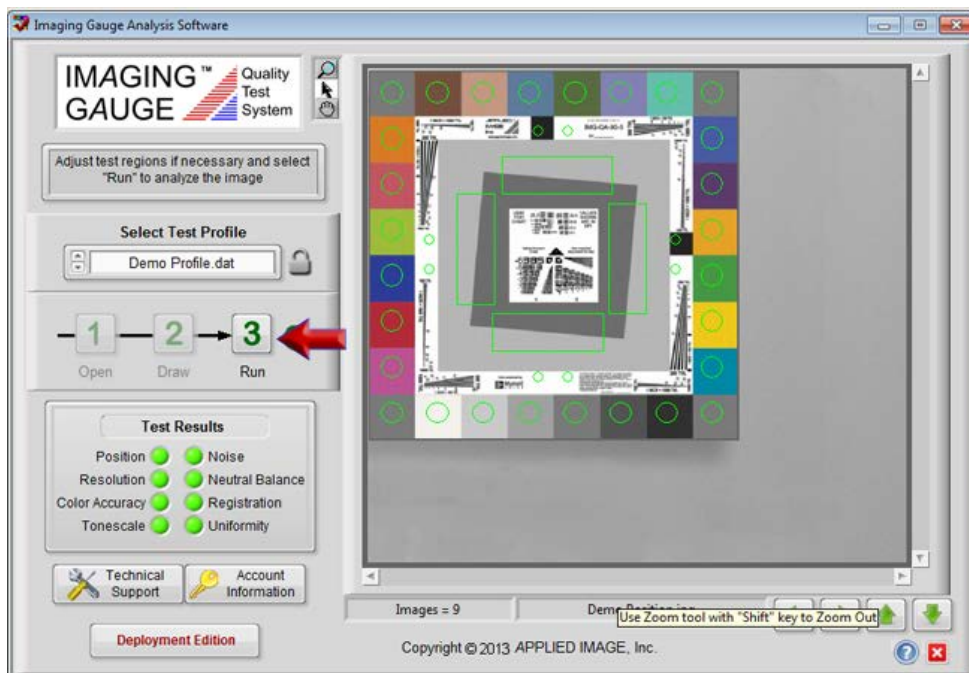 Imaging Gauge Analysis Software
IMAGING™
GAUGE
Quality
Test
System
Adjust test regions if necessary and select
"Run" to analyze the image
Select Test Profile
Demo Profile.dat
1
2
3
Open
Draw
Run
Test Results
Position
Noise
Resolution
Neutral Balance
Color Accuracy
Registration
Tonescale
Uniformity
Technical
Support
Account
Information
Deployment Edition
APPLIED
IMAGE
Images = 9
Use Zoom tool with "Shift" key to Zoom Out
Copyright © 2013 APPLIED IMAGE, Inc.